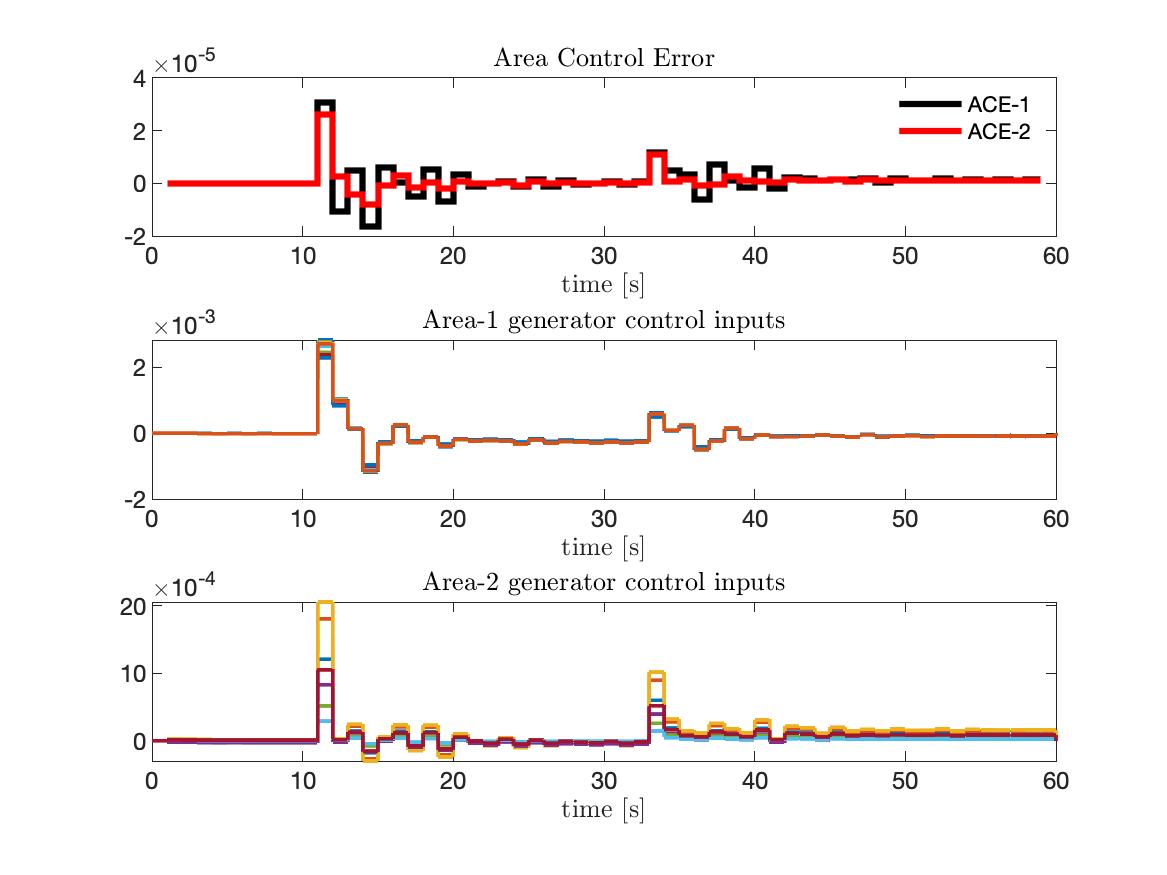 Area Control Error
×10-5
4
2
0
-2
ACE-1
ACE-2
0 10 20 30 40 50 60
time [s]
Area-1 generator control inputs
×10-3
2
0
-2
0 10 20 30 40 50 60
time [s]
Area-2 generator control inputs
×10-4
20
10
0
0 10 20 30 40 50 60
time [s]